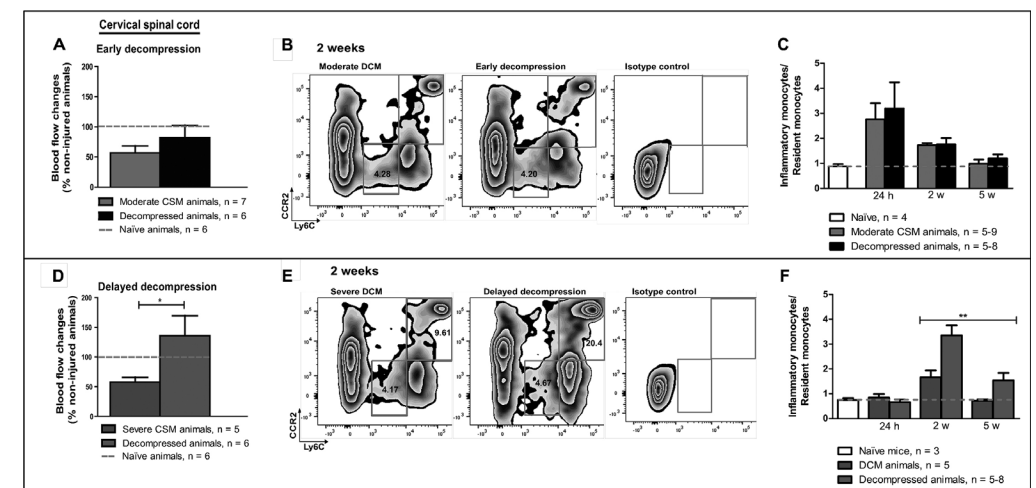 Cervical spinal cord
A
Early decompression
Blood flow changes
(% non-injured animals)
200
150
100
50
0
Moderate CSM animals, n = 7
Decompressed animals, n = 6
Naïve animals, n = 6
B
2 weeks
Moderate DCM
Early decompression
Isotype control
4.28
4.20
CCR2
Ly6C
C
Inflammatory monocytes/
Resident monocytes
5
4
3
2
1
0
24 h
2 w
5 w
Naïve, n = 4
Moderate CSM animals, n = 5-9
Decompressed animals, n = 5-8
D
Delayed decompression
Blood flow changes
(% non-injured animals)
200
150
100
50
0
*
Severe CSM animals, n = 5
Decompressed animals, n = 6
Naïve animals, n = 6
E
2 weeks
Severe DCM
Delayed decompression
Isotype control
9.61
4.17
20.4
4.67
CCR2
Ly6C
F
Inflammatory monocytes/
Resident monocytes
5
4
3
2
1
0
**
24 h
2 w
5 w
Naïve mice, n = 3
DCM animals, n = 5
Decompressed animals, n = 5-8